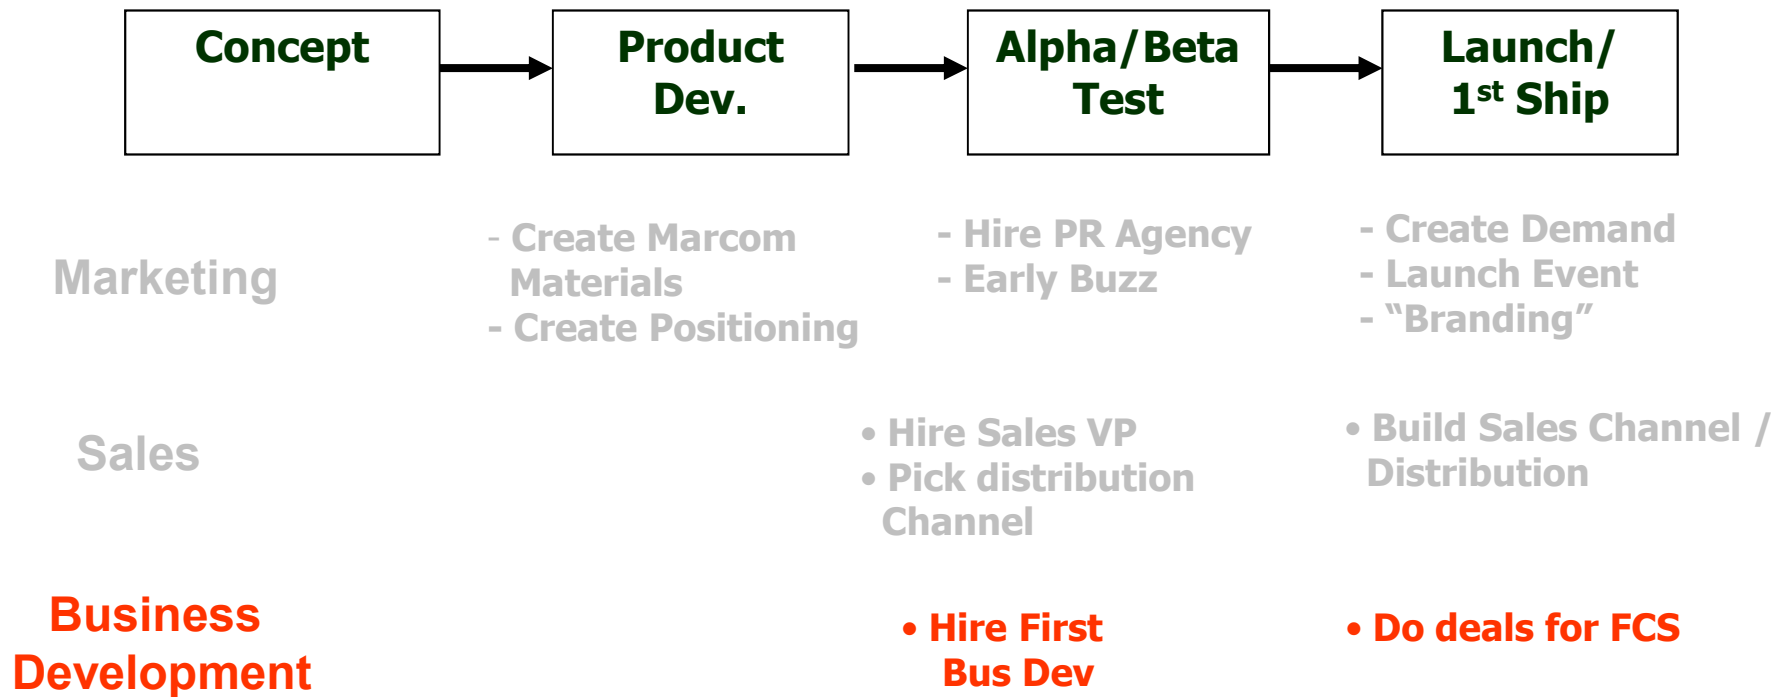 Concept
Product
Dev.
Alpha/Beta
Test
Launch/
1st Ship
Marketing
- Create Marcom
Materials
- Create Positioning
- Hire PR Agency
- Early Buzz
- Create Demand
- Launch Event
- “Branding”
Sales
• Hire Sales VP
• Pick distribution
Channel
• Build Sales Channel /
Distribution
Business
Development
• Hire First
Bus Dev
• Do deals for FCS